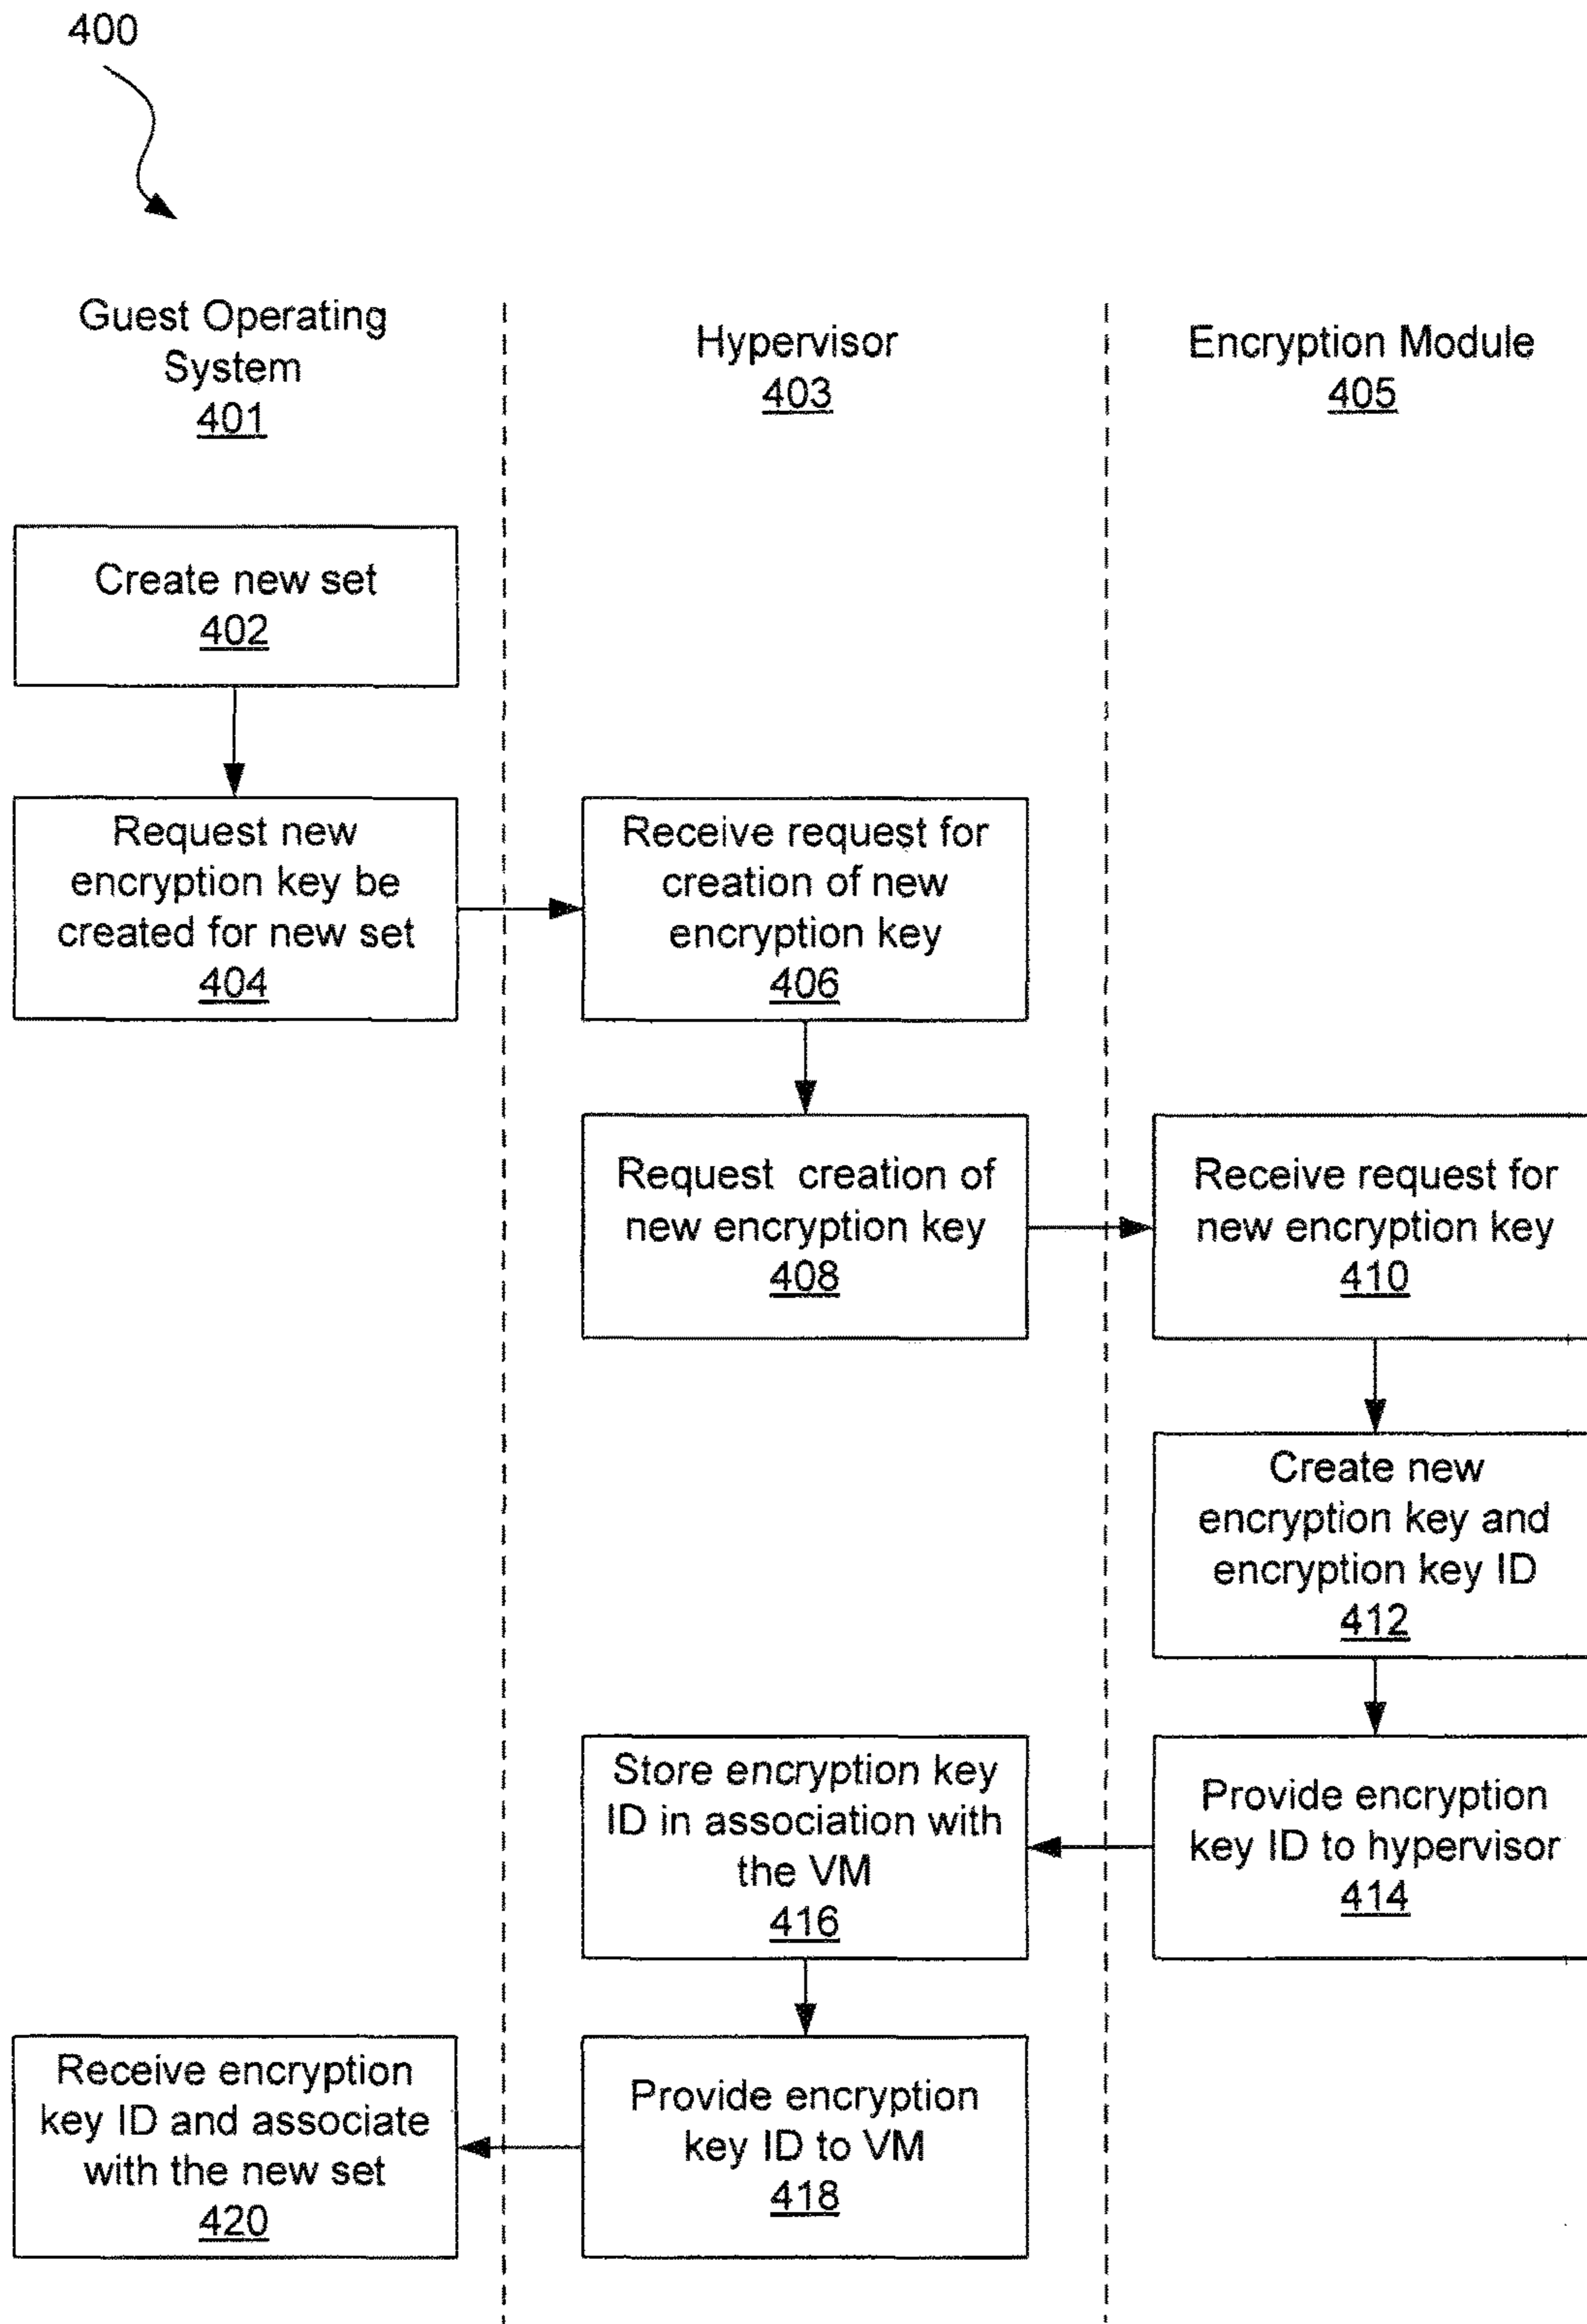 400
Guest Operating
System
401
Hypervisor
403
Encryption Module
405
Create new set
402
Request new
encryption key be
created for new set
404
Receive request for
creation of new
encryption key
406
Request creation of
new encryption key
408
Receive request for
new encryption key
410
Create new
encryption key and
encryption key ID
412
Provide encryption
key ID to hypervisor
414
Store encryption key
ID in association with
the VM
416
Provide encryption
key ID to VM
418
Receive encryption
key ID and associate
with the new set
420